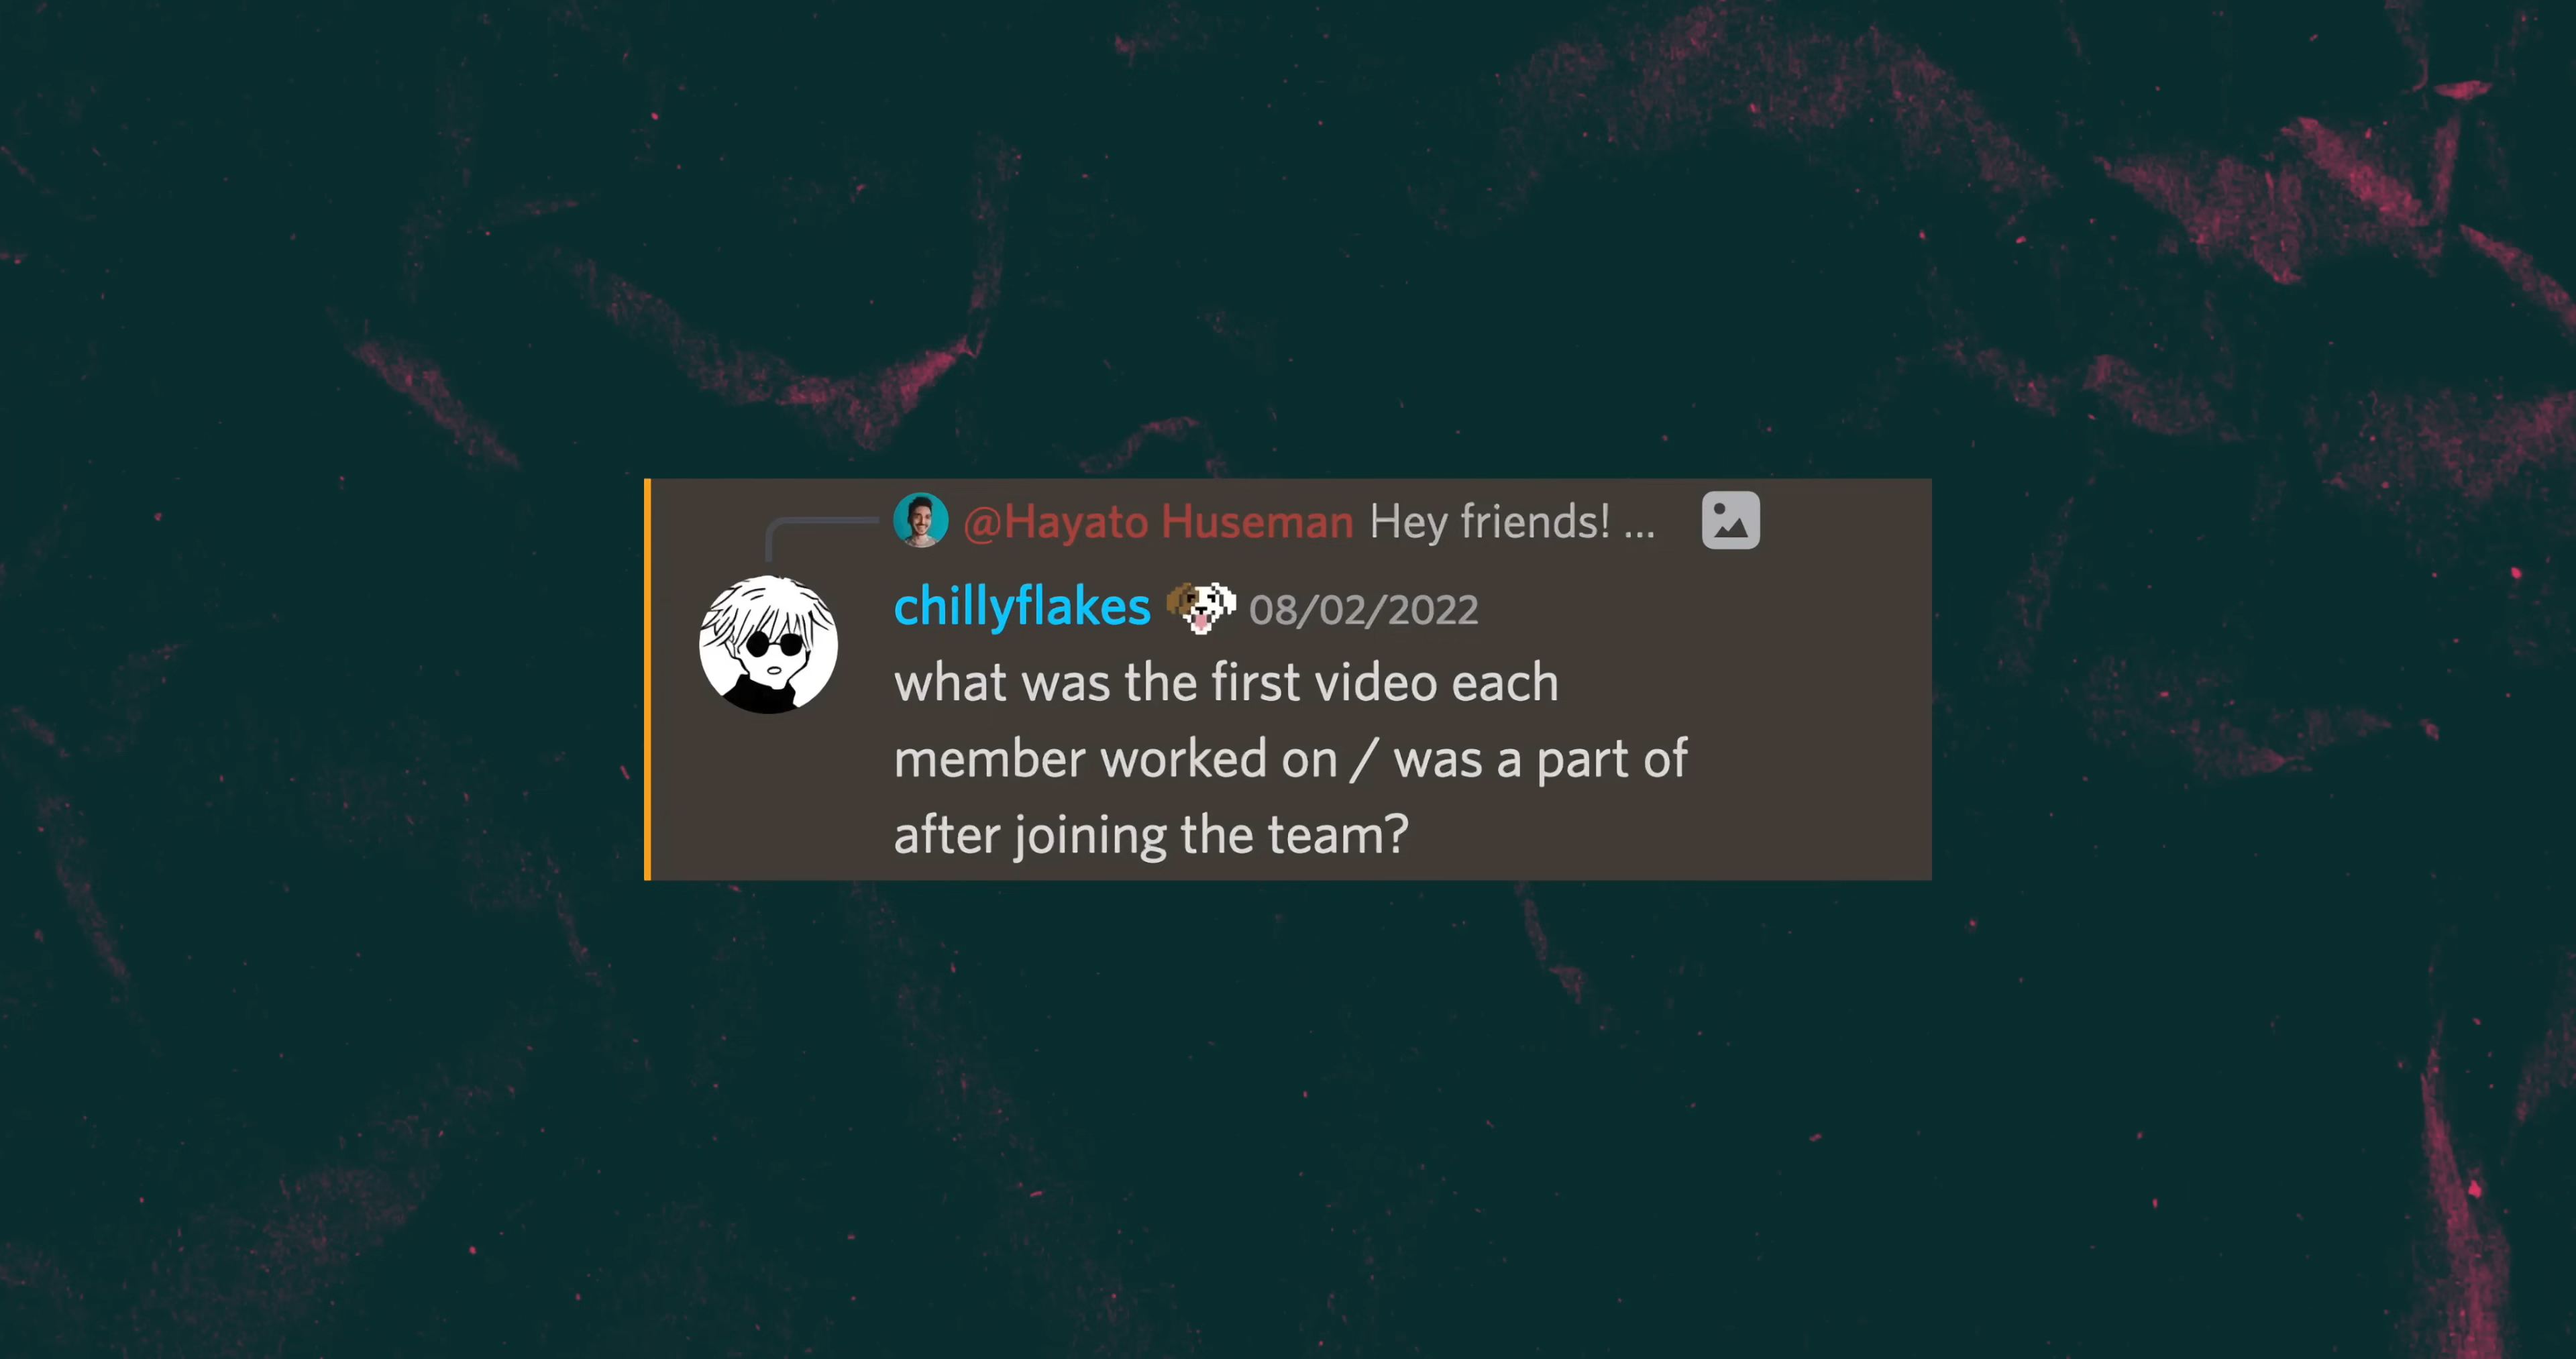 @Hayato Huseman Hey friends! ...
chillyflakes 08/02/2022
what was the first video each
member worked on / was a part of
after joining the team?